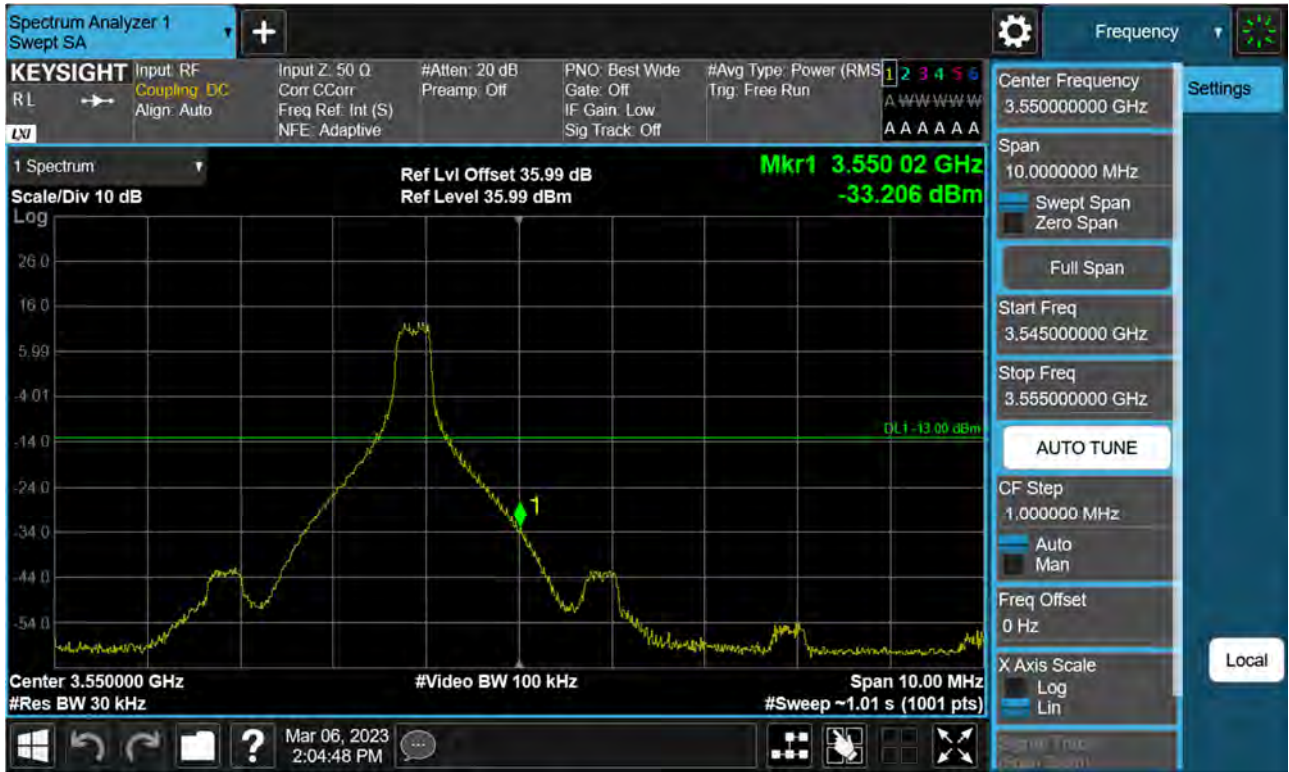 Spectrum Analyzer 1
Swept SA
+
Frequency
KEYSIGHT
RL
LXI
Input: RF
Coupling: DC
Align: Auto
Input Z: 50 Ω
Corr CCorr
Freq Ref: Int (S)
NFE: Adaptive
#Atten: 20 dB
Preamp: Off
PNO: Best Wide
Gate: Off
IF Gain: Low
Sig Track: Off
#Avg Type: Power (RMS
Trig: Free Run
1 2 3 4 5 6
A W W W W W
A A A A A A
1 Spectrum
Scale/Div 10 dB
Log
Ref Lvl Offset 35.99 dB
Ref Level 35.99 dBm
Mkr1 3.550 02 GHz
-33.206 dBm
26.0
16.0
5.99
-4.01
DL1 -13.00 dBm
-14.0
-24.0
1
-34.0
-44.0
-54.0
Center 3.550000 GHz
#Res BW 30 kHz
#Video BW 100 kHz
Span 10.00 MHz
#Sweep ~1.01 s (1001 pts)
Center Frequency
3.550000000 GHz
Span
10.0000000 MHz
Swept Span
Zero Span
Full Span
Start Freq
3.545000000 GHz
Stop Freq
3.555000000 GHz
AUTO TUNE
CF Step
1.000000 MHz
Auto
Man
Freq Offset
0 Hz
X Axis Scale
Log
Lin
Settings
Local
?
Mar 06, 2023
2:04:48 PM